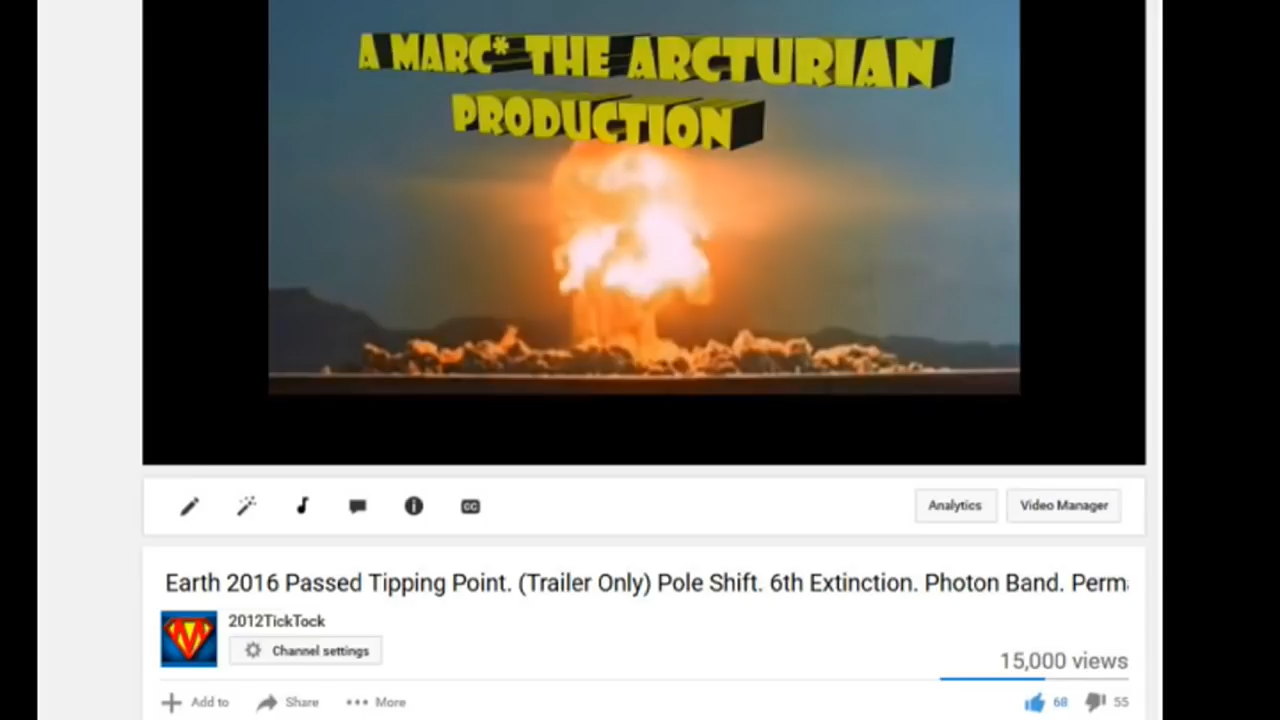 A MARC* THE ARCTURIAN
PRODUCTION
CC
Analytics
Video Manager
Earth 2016 Passed Tipping Point. (Trailer Only) Pole Shift. 6th Extinction. Photon Band.
2012TickTock
Channel settings
15,000 views
Add to
Share
More
68
55